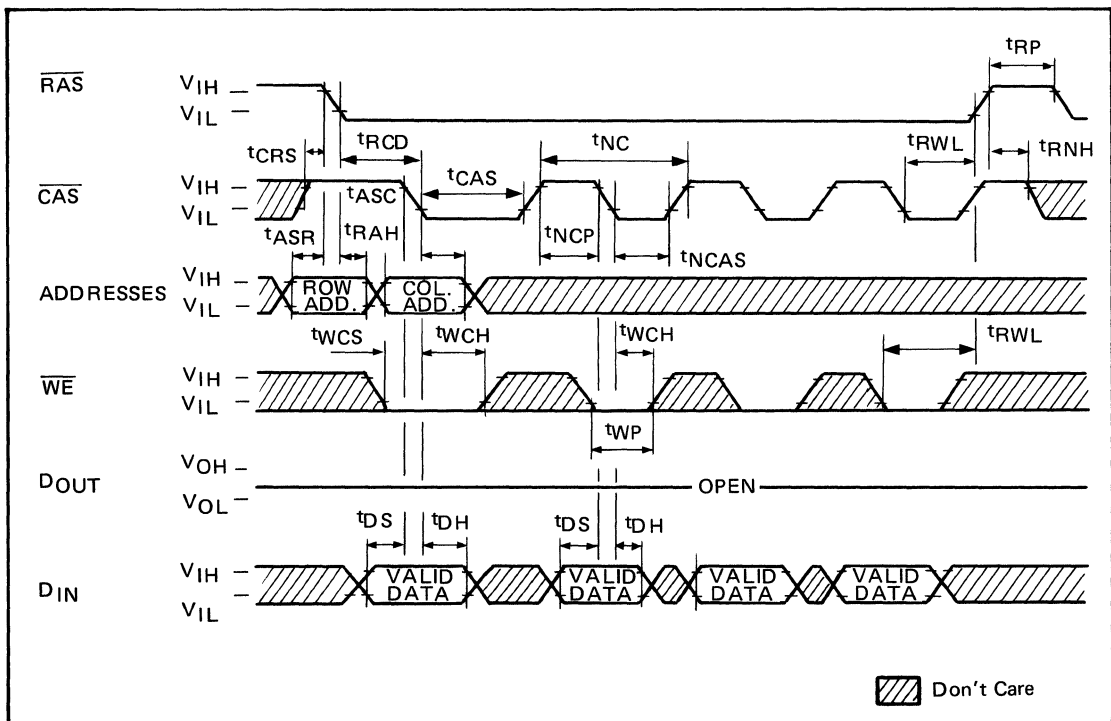 tRP
RAS VIH
VIL
tCRS tRCD tNC tRWL tRNH
CAS VIH tASC tCAS
VIL
tASR tRAH tNCP tNCAS
ADDRESSES VIH ROW ADD. COL. ADD.
VIL
tWCS tWCH tWCH tRWL
WE VIH
VIL
tWP
DOUT VOH
OPEN
VOL
tDS tDH tDS tDH
DIN VIH VALID DATA VALID DATA VALID DATA VALID DATA
VIL
Don't Care